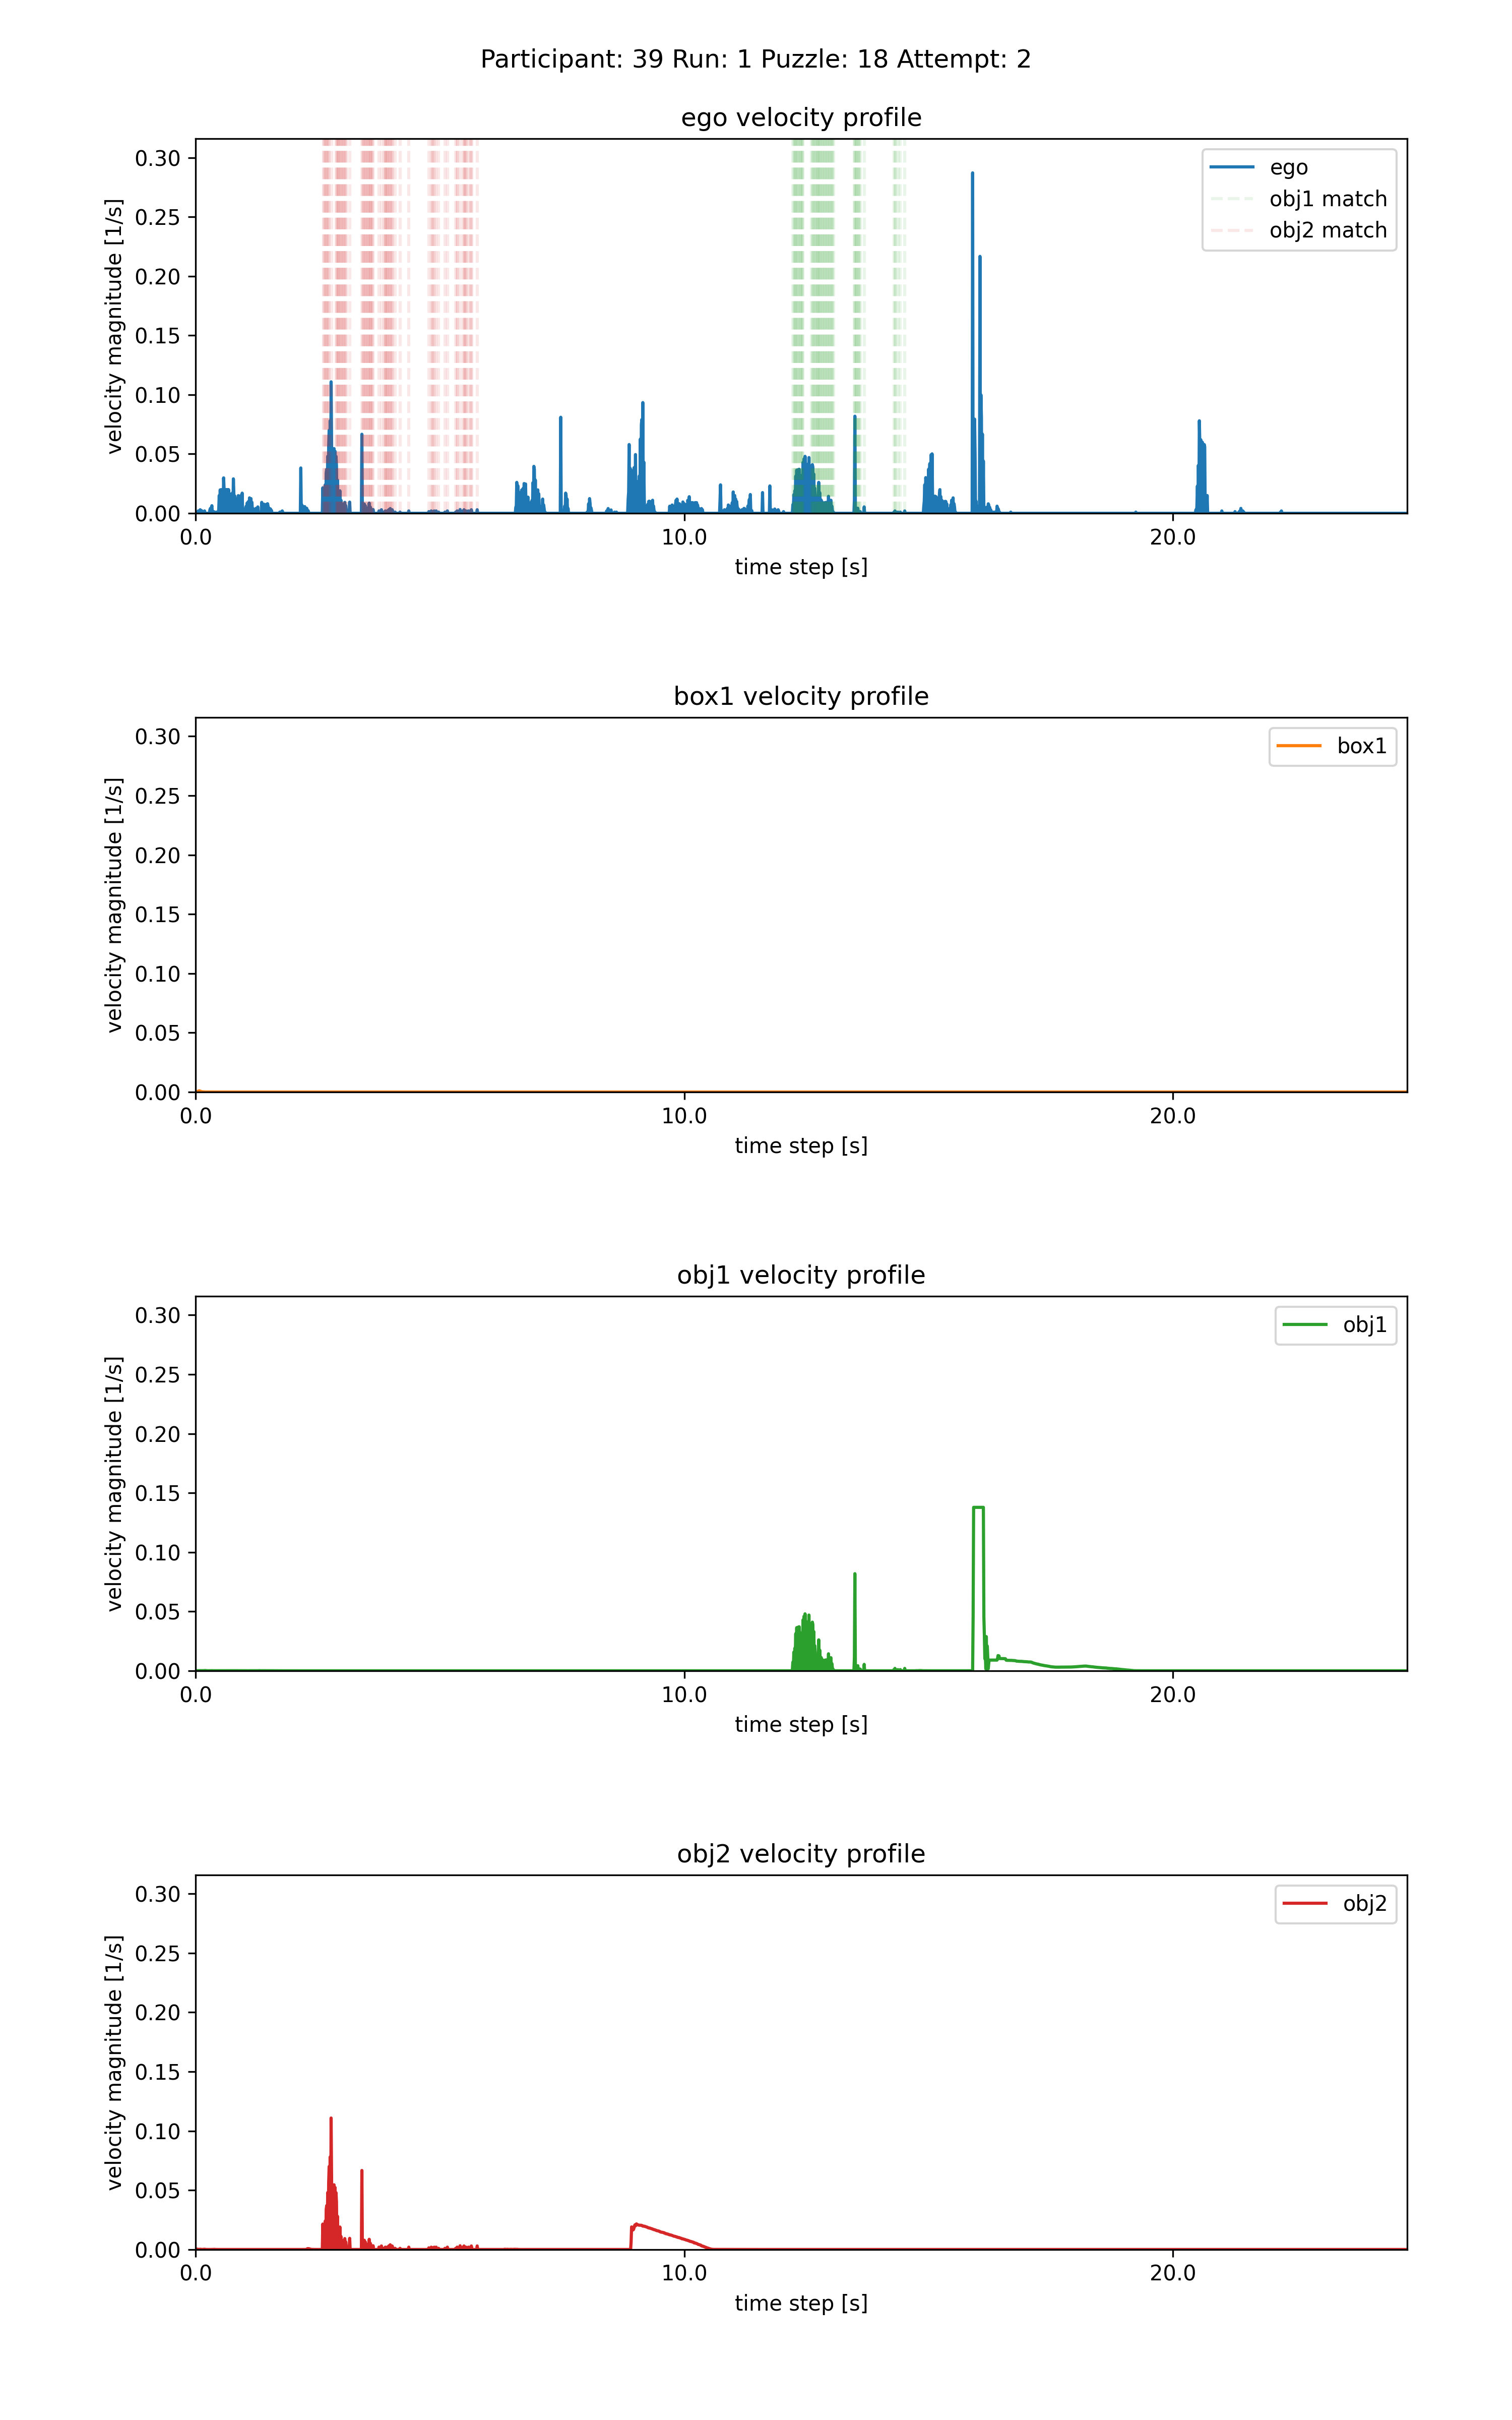 Participant: 39 Run: 1 Puzzle: 18 Attempt: 2
ego velocity profile
velocity magnitude [1/s]
0.30
0.25
0.20
0.15
0.10
0.05
0.00
ego
obj1 match
obj2 match
0.0 10.0 20.0
time step [s]
box1 velocity profile
velocity magnitude [1/s]
0.30
0.25
0.20
0.15
0.10
0.05
0.00
box1
0.0 10.0 20.0
time step [s]
obj1 velocity profile
velocity magnitude [1/s]
0.30
0.25
0.20
0.15
0.10
0.05
0.00
obj1
0.0 10.0 20.0
time step [s]
obj2 velocity profile
velocity magnitude [1/s]
0.30
0.25
0.20
0.15
0.10
0.05
0.00
obj2
0.0 10.0 20.0
time step [s]